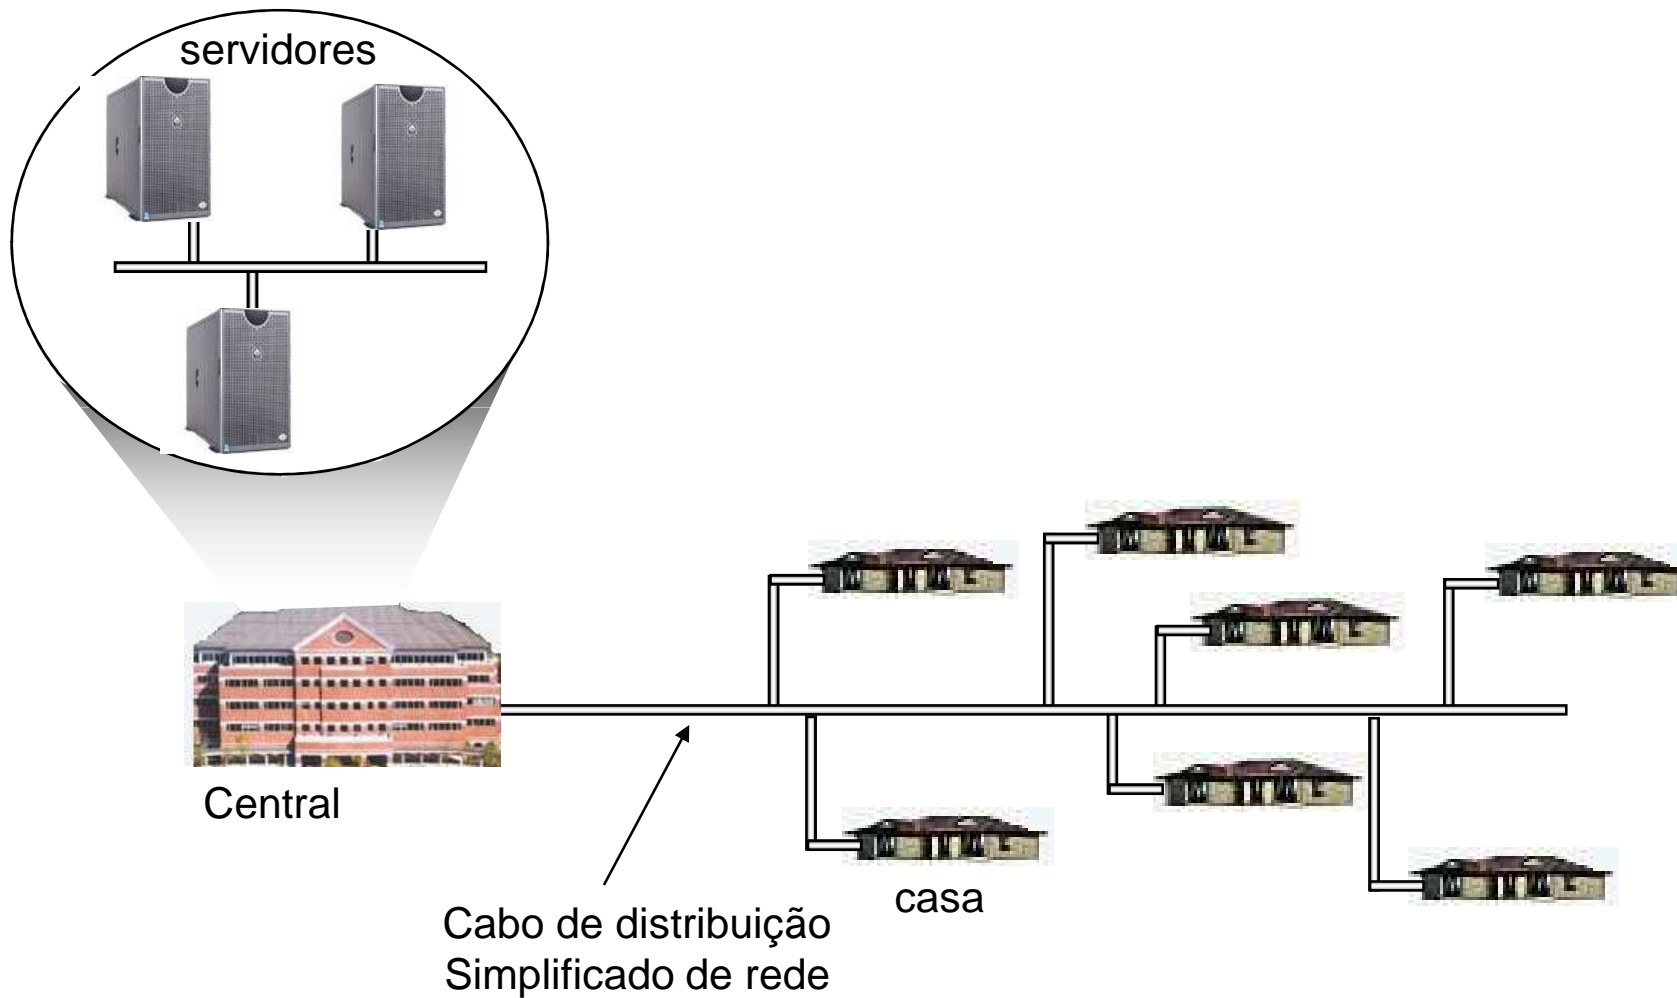 servidores
Central
casa
Cabo de distribuição
Simplificado de rede